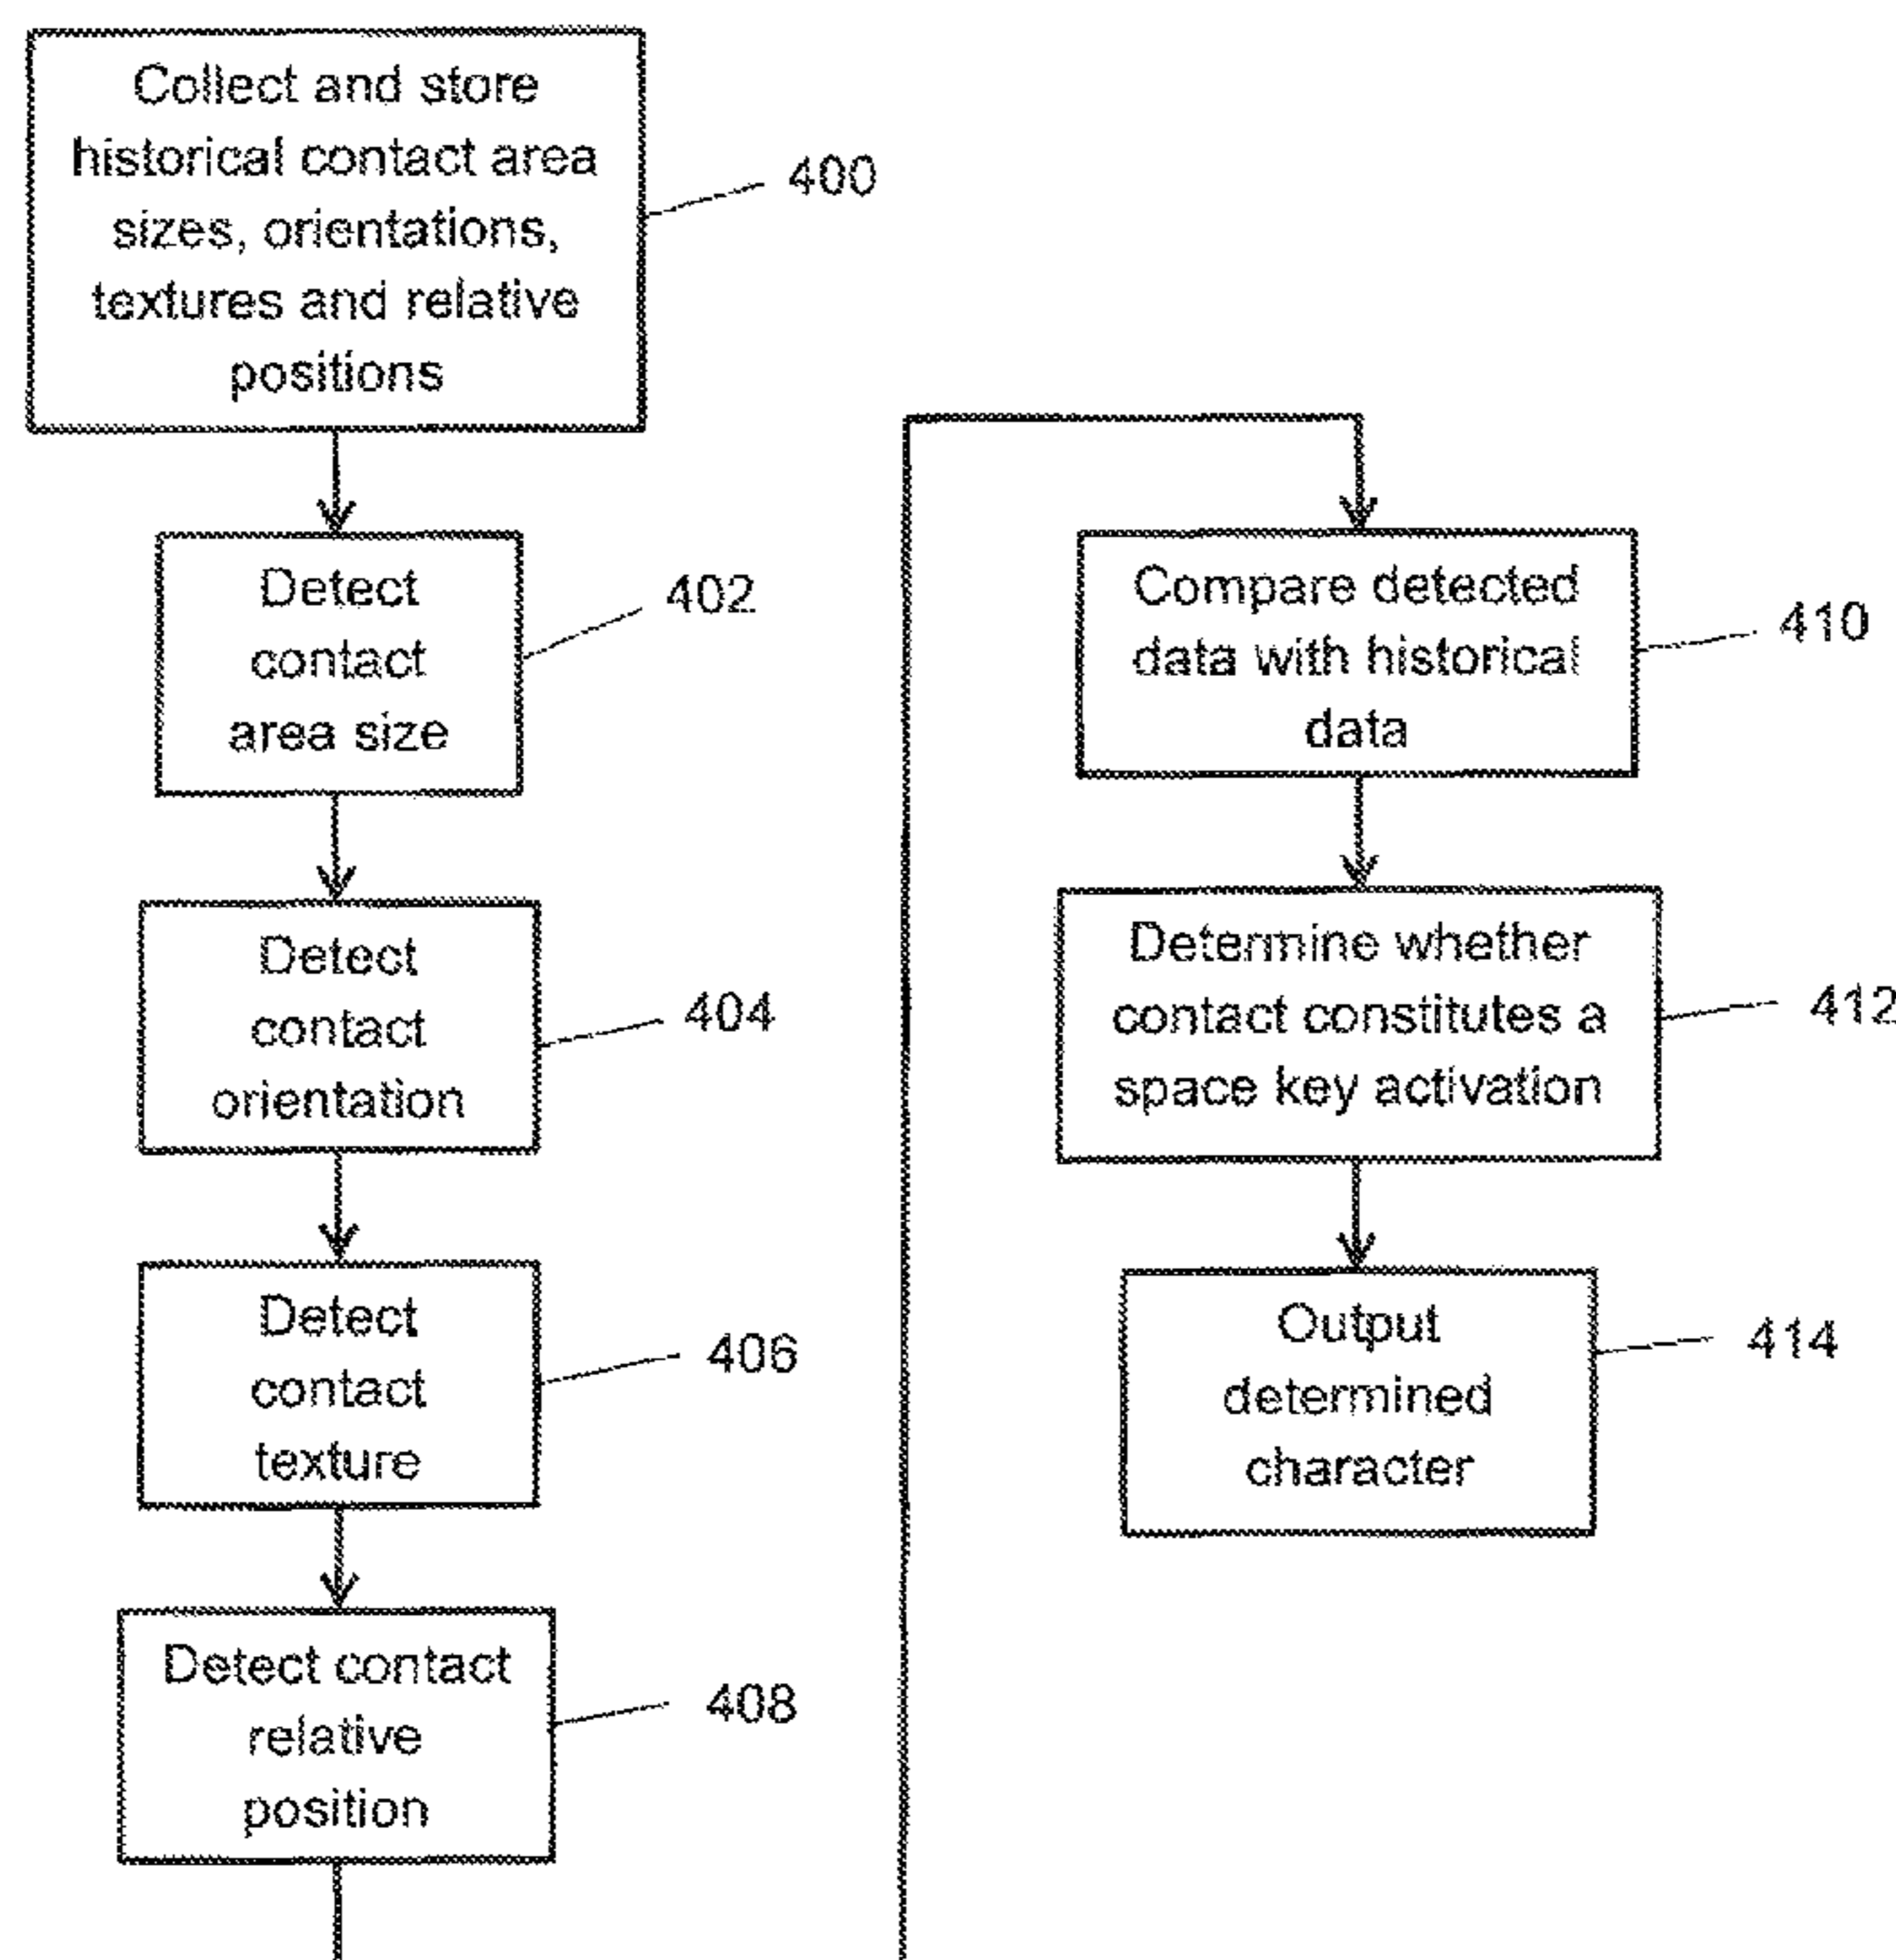 Collect and store
historical contact area
sizes, orientations,
textures and relative
positions
400
Detect
contact
area size
402
Detect
contact
orientation
404
Detect
contact
texture
406
Detect contact
relative
position
408
Compare detected
data with historical
data
410
Determine whether
contact constitutes a
space key activation
412
Output
determined
character
414